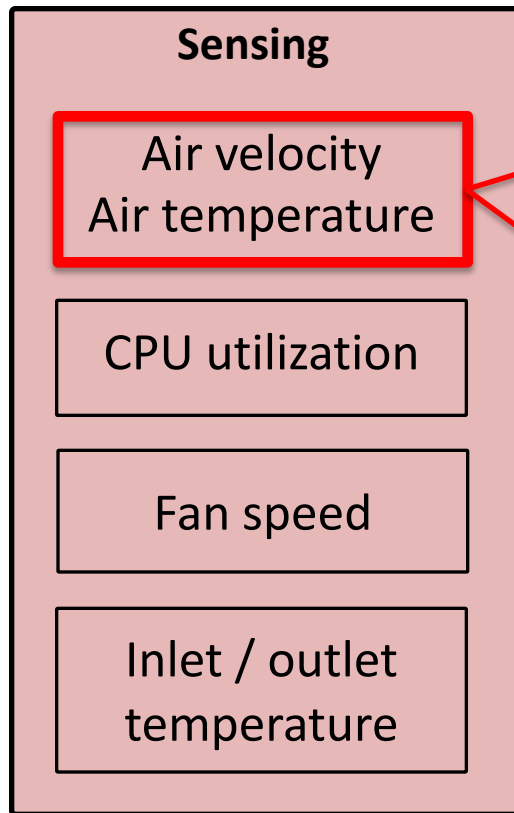 Sensing
Air velocity
Air temperature
CPU utilization
Fan speed
Inlet / outlet
temperature